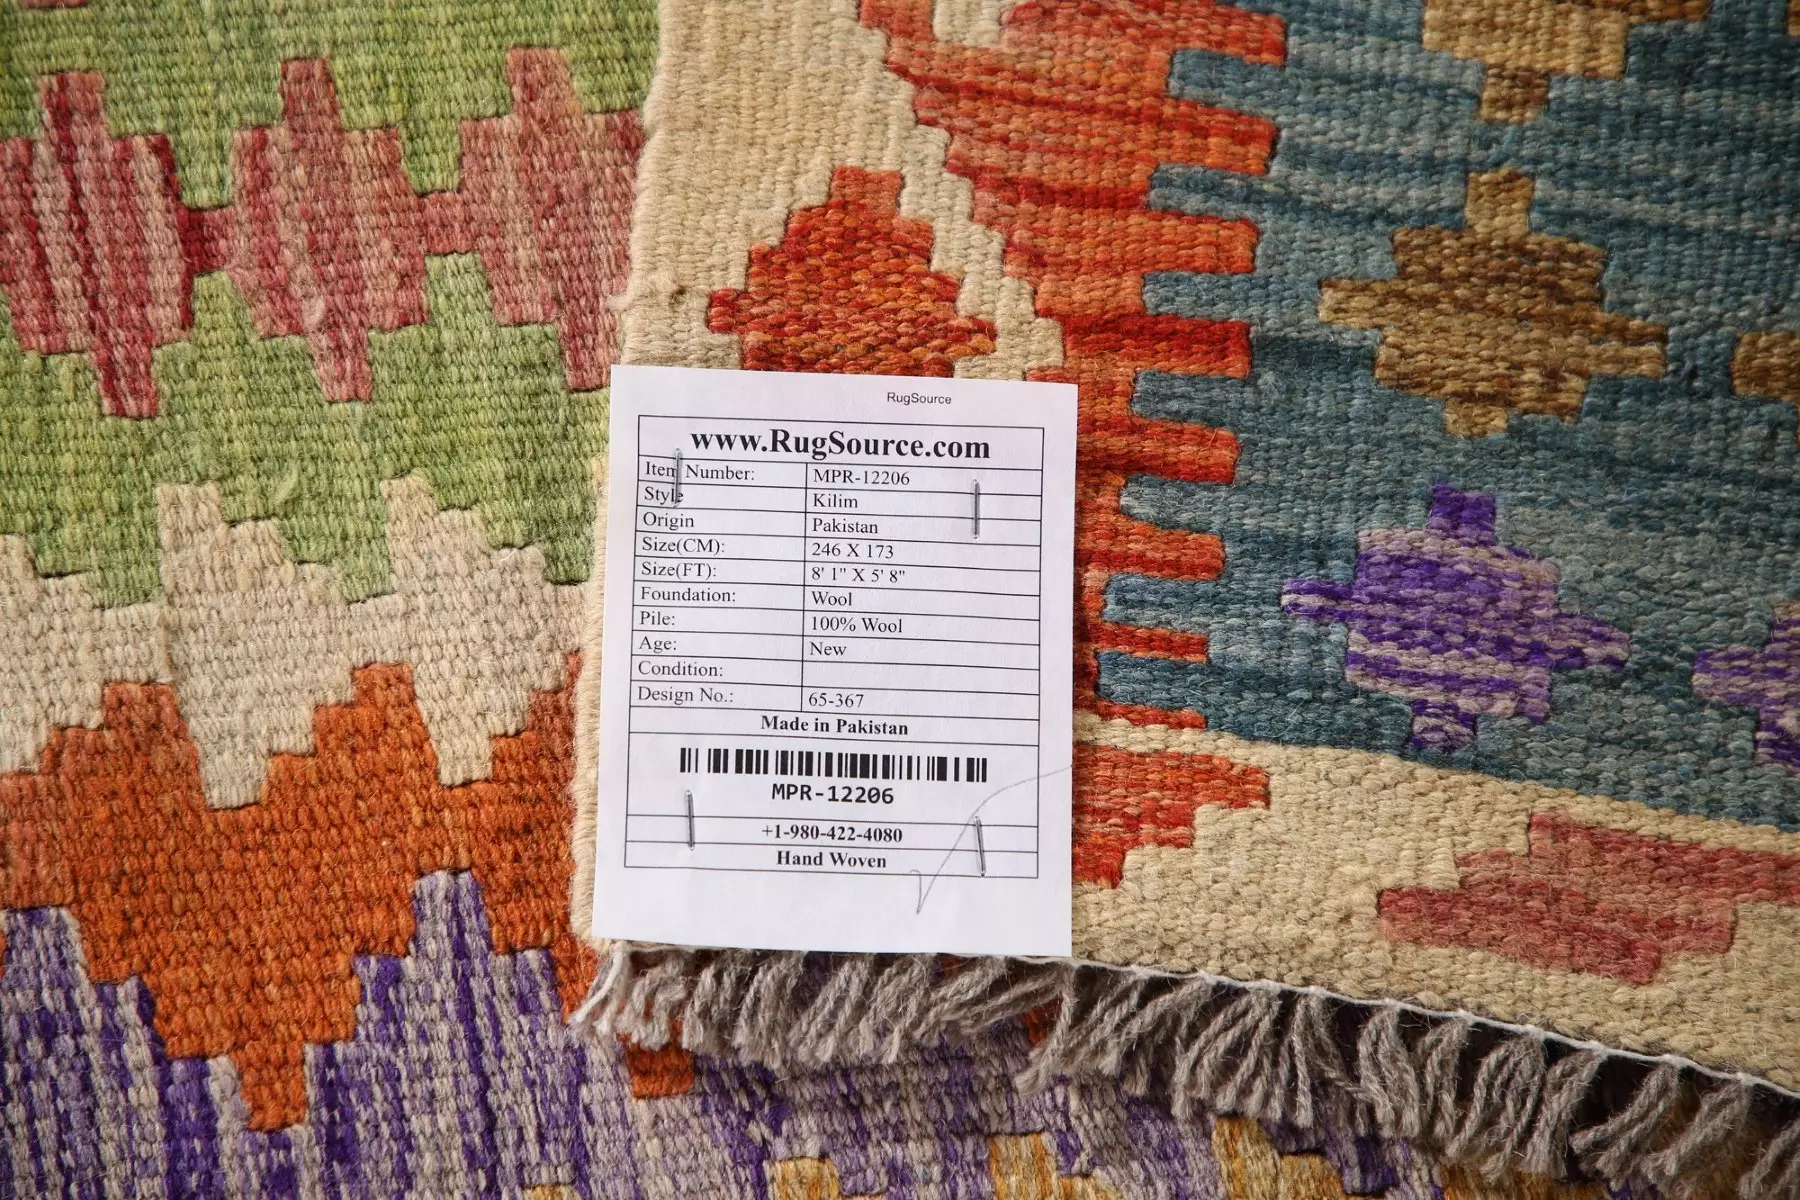 RugSource
www.RugSource.com
Item Number: MPR-12206
Style Kilim
Origin Pakistan
Size(CM): 246 X 173
Size(FT): 8' 1" X 5' 8"
Foundation: Wool
Pile: 100% Wool
Age: New
Condition:
Design No.: 65-367
Made in Pakistan
MPR-12206
+1-980-422-4080
Hand Woven